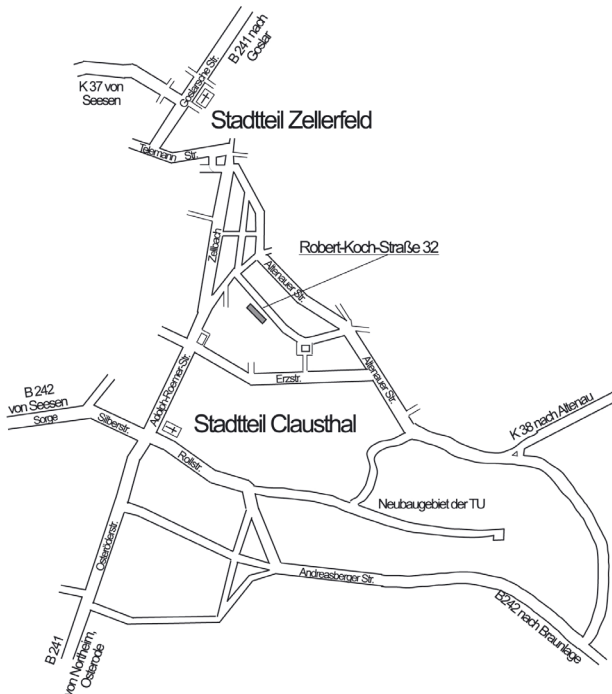 B 241 nach
Goslar
K 37 von
Seesen
Goslarsche Str.
Stadtteil Zellerfeld
Telemann Str.
Zellbach
Robert-Koch-Straße 32
Altenauer Str.
Adolph-Roemer-Str.
Erzstr.
Altenauer Str
B 242
von Seesen
Sorge
Silberstr.
Stadtteil Clausthal
K 38 nach Altenau
Rollstr.
Neubaugebiet der TU
Osteröderstr.
Andreasberger Str.
B242 nach Braunlage
B 241
von Northeim,
Osterode